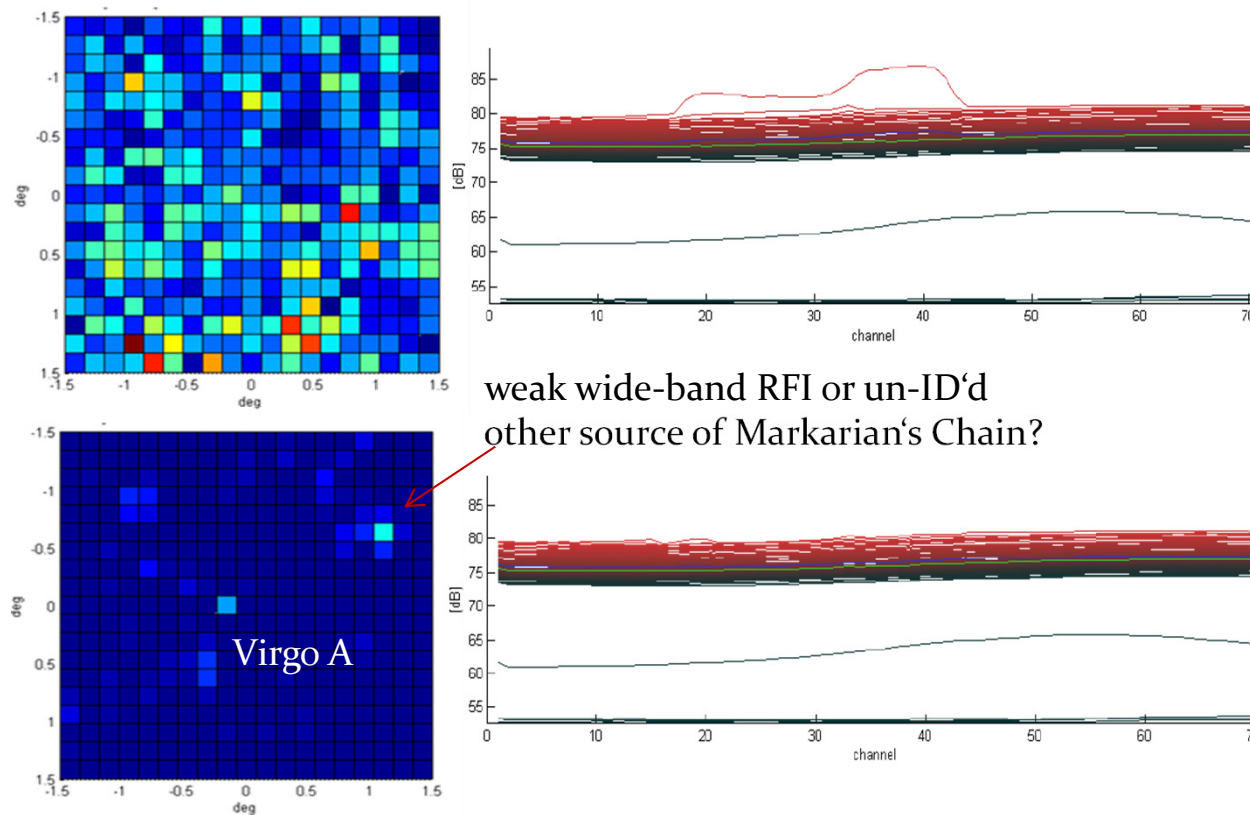 -1.5
-1
-0.5
0
0.5
1
1.5
deg
-1.5 -1 -0.5 0 0.5 1 1.5
deg
85
80
75
70
65
60
55
[dB]
0 10 20 30 40 50 60 70
channel
weak wide-band RFI or un-ID‘d
other source of Markarian‘s Chain?
-1.5
-1
-0.5
0
0.5
1
1.5
deg
Virgo A
-1.5 -1 -0.5 0 0.5 1 1.5
deg
85
80
75
70
65
60
55
[dB]
0 10 20 30 40 50 60
channel